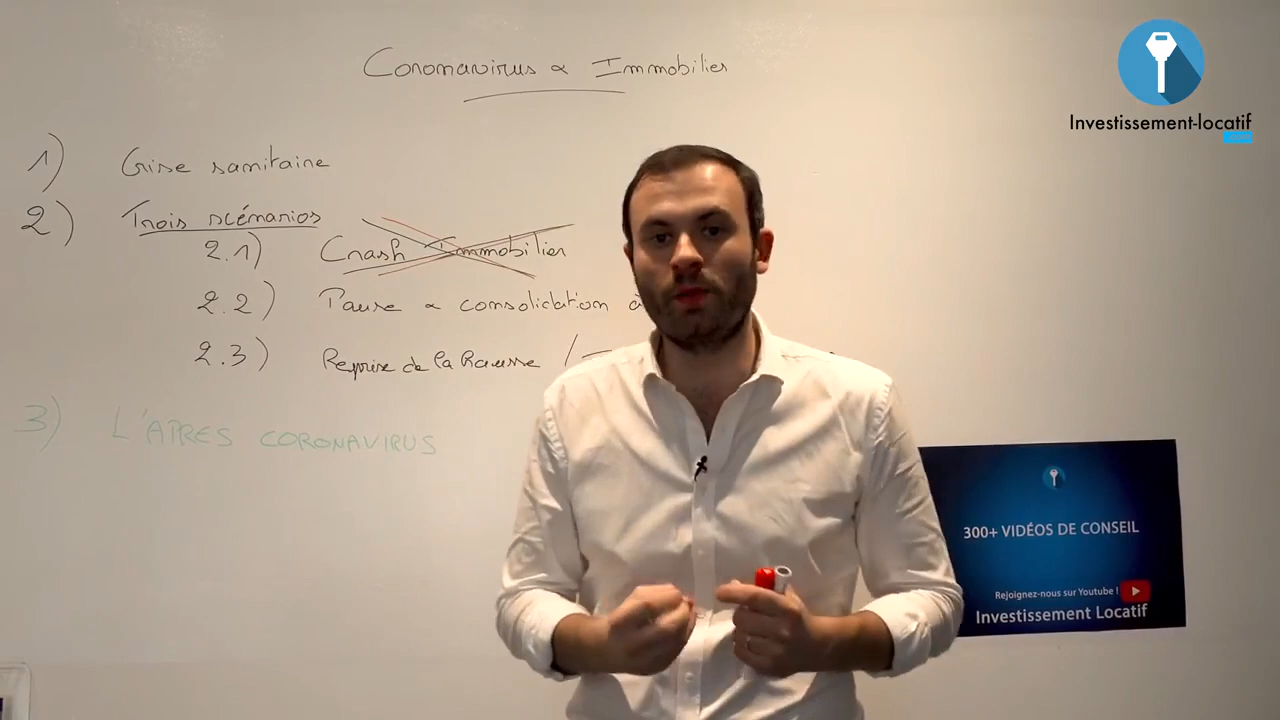 Coronavirus & Immobilier
Investissement-locatif
.com
1) Crise sanitaire
2) Trois scénarios
2.1) Crash Immobilier
2.2) Pause & consolidation à
2.3) Reprise de la hausse / —
3) L'APRES CORONAVIRUS
300+ VIDÉOS DE CONSEIL
Rejoignez-nous sur Youtube !
Investissement Locatif